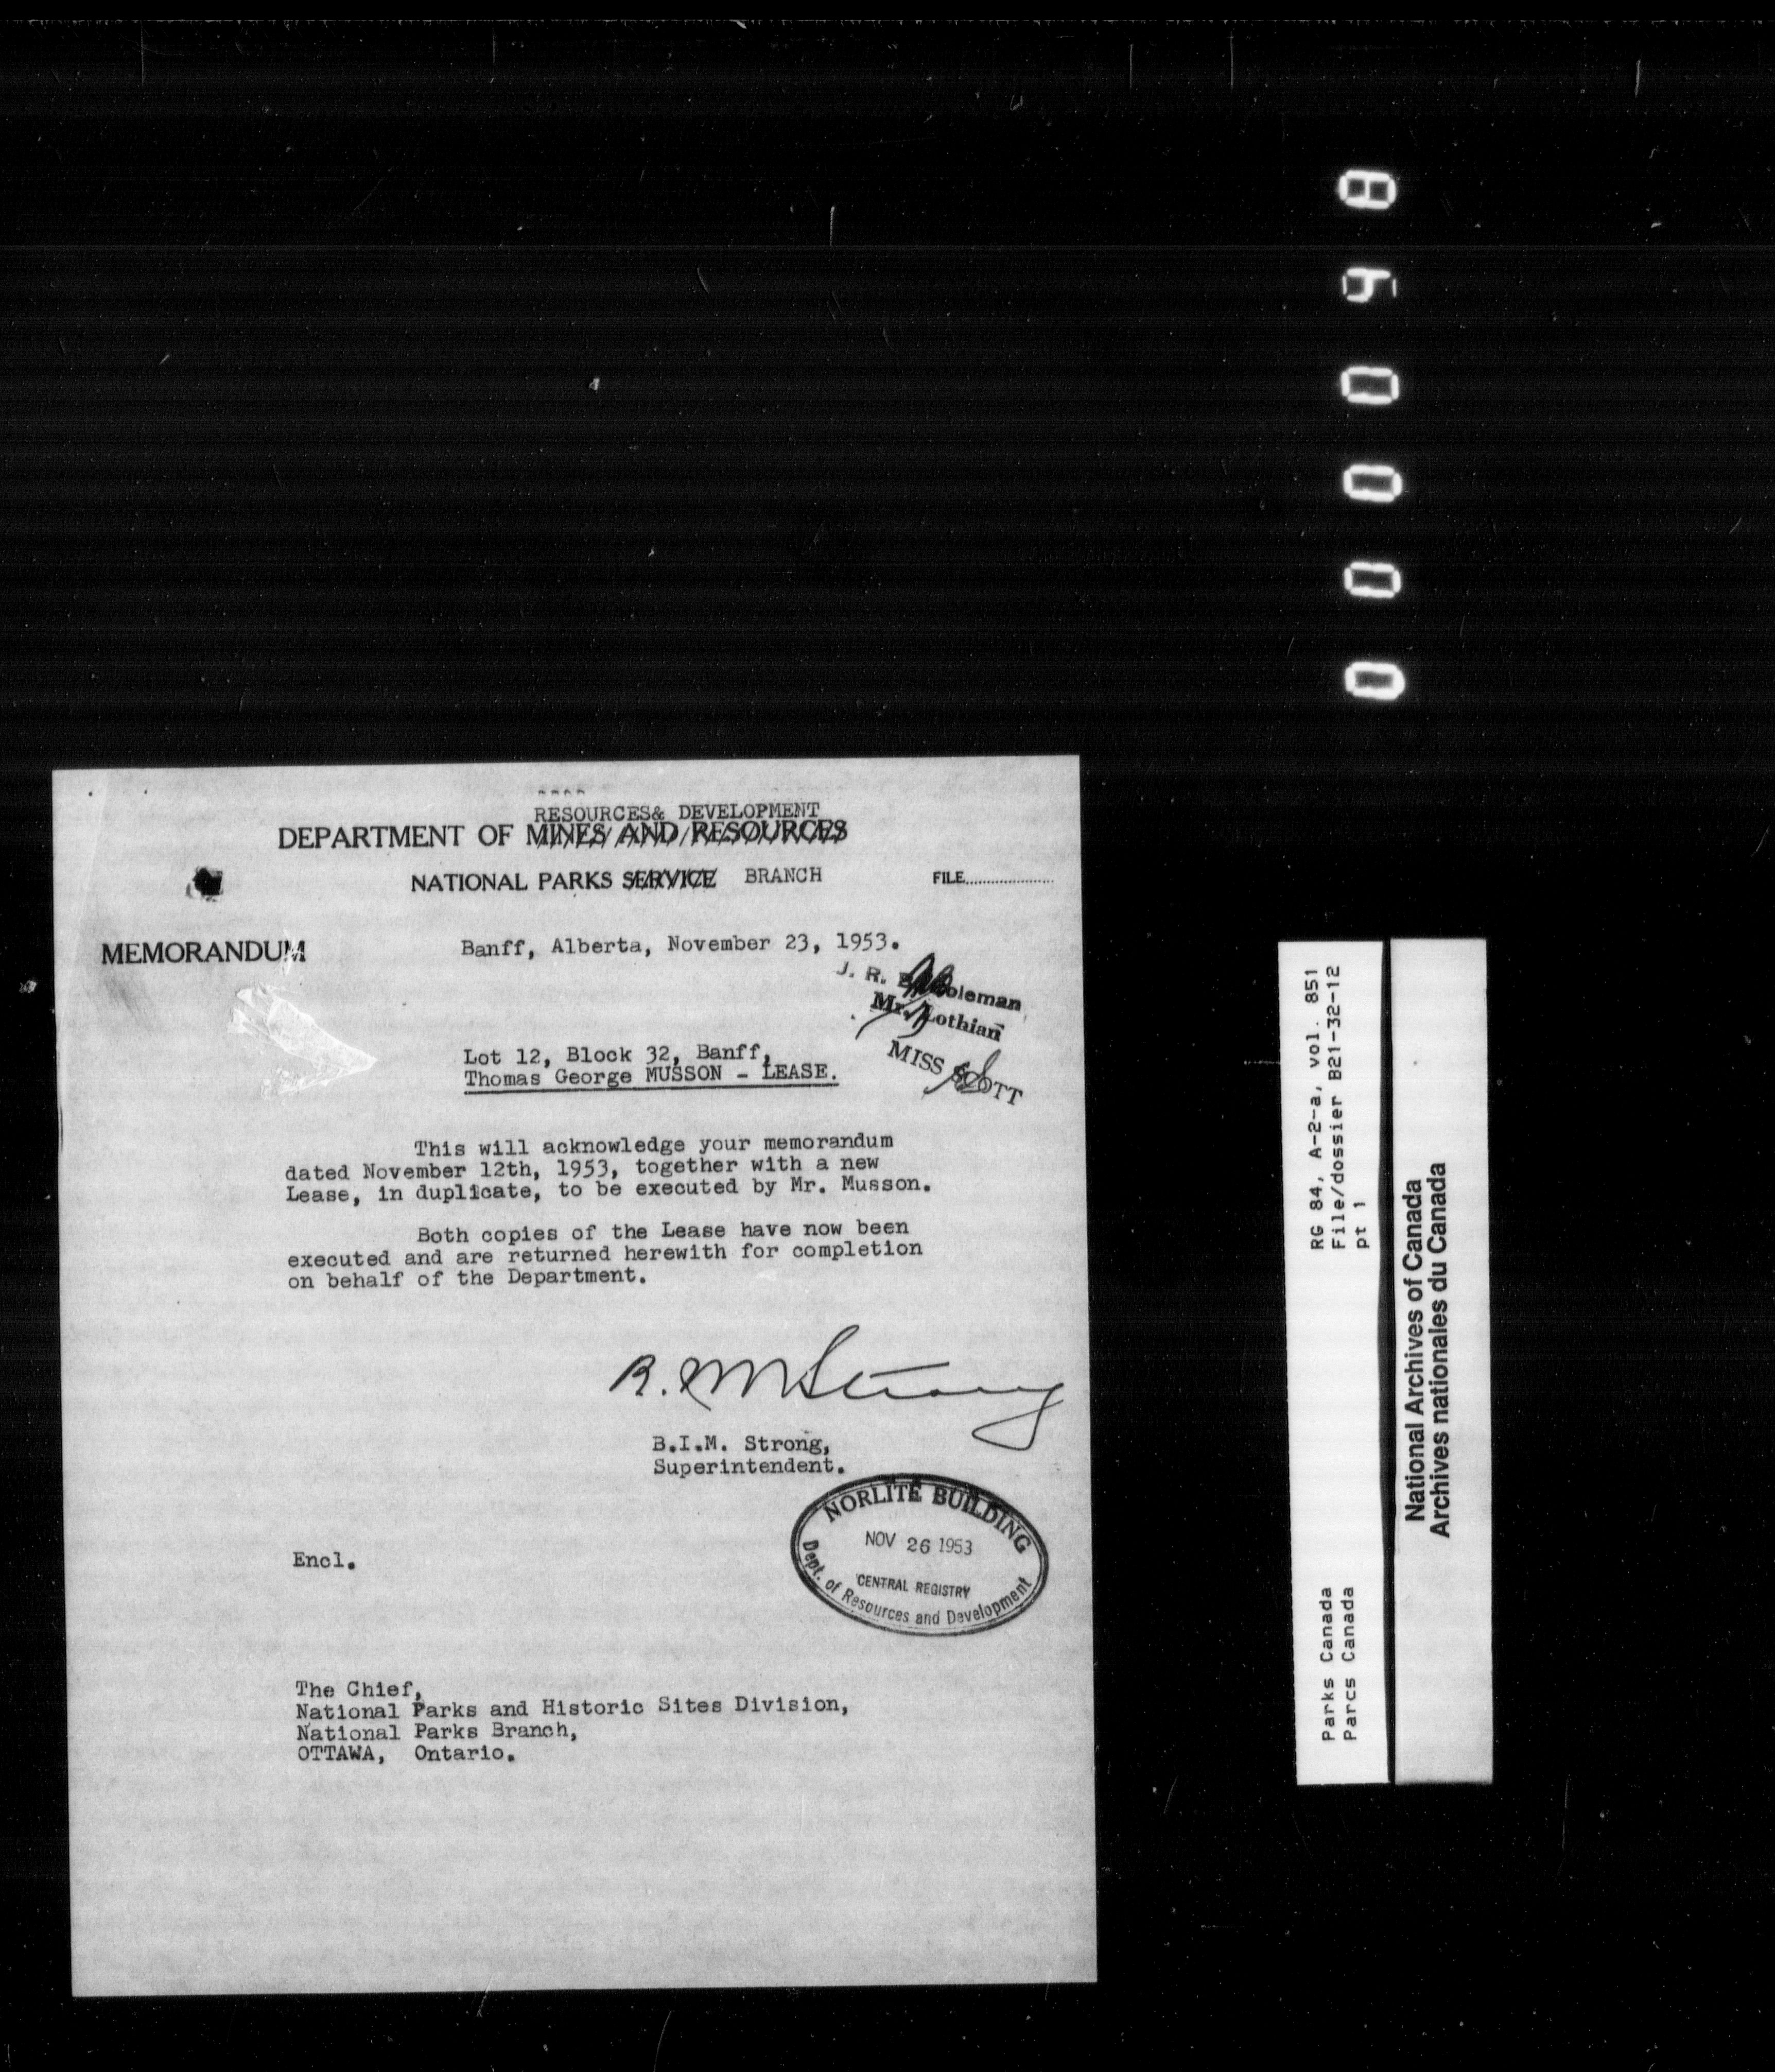 RESOURCES& DEVELOPMENT
DEPARTMENT OF MINES AND RESOURCES
NATIONAL PARKS SERVICE BRANCH
FILE....................
MEMORANDUM
Banff, Alberta, November 23, 1953.
J. R. B. Coleman
Mr. Lothian
MISS SCOTT
Lot 12, Block 32, Banff,
Thomas George MUSSON - LEASE.
This will acknowledge your memorandum
dated November 12th, 1953, together with a new
Lease, in duplicate, to be executed by Mr. Musson.
Both copies of the Lease have now been
executed and are returned herewith for completion
on behalf of the Department.
B.I.M. Strong,
Superintendent.
NORLITE BUILDING
NOV 26 1953
CENTRAL REGISTRY
Dept. of Resources and Development
Encl.
The Chief,
National Parks and Historic Sites Division,
National Parks Branch,
OTTAWA, Ontario.
Parks Canada
Parcs Canada
RG 84, A-2-a, vol. 851
File/dossier B21-32-12
pt 1
National Archives of Canada
Archives nationales du Canada